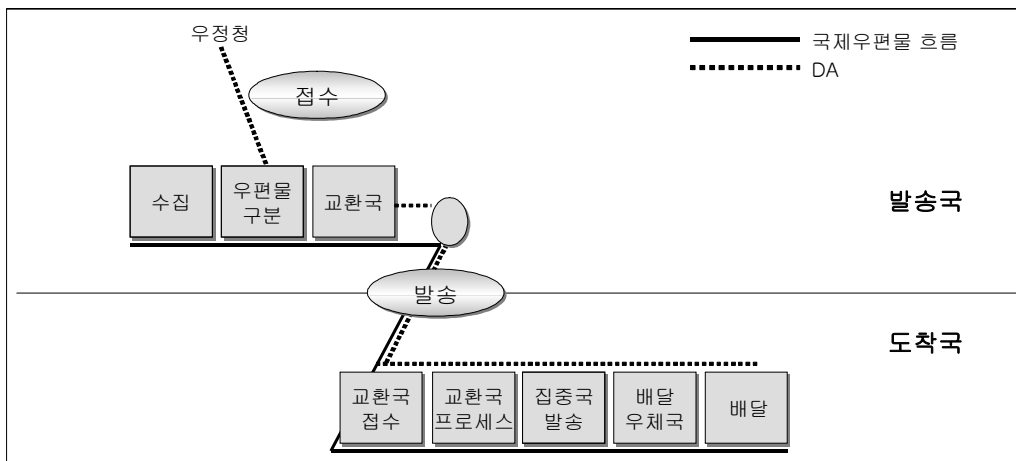 우정청
국제우편물 흐름
DA
접수
수집
우편물
구분
교환국
발송국
발송
도착국
교환국
접수
교환국
프로세스
집중국
발송
배달
우체국
배달